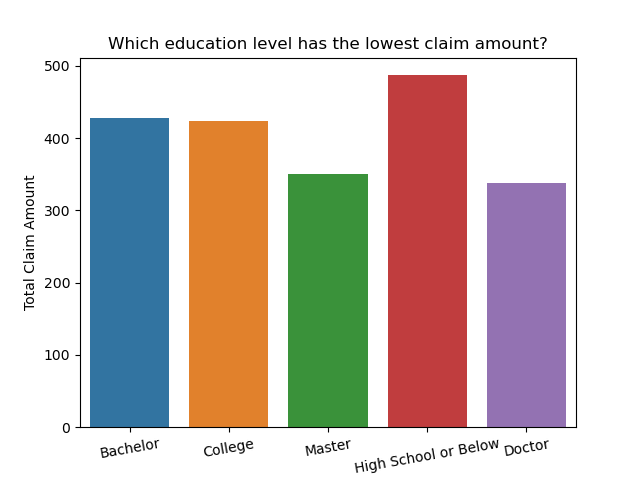 Which education level has the lowest claim amount?
Total Claim Amount
500
400
300
200
100
0
Bachelor
College
Master
High School or Below
Doctor